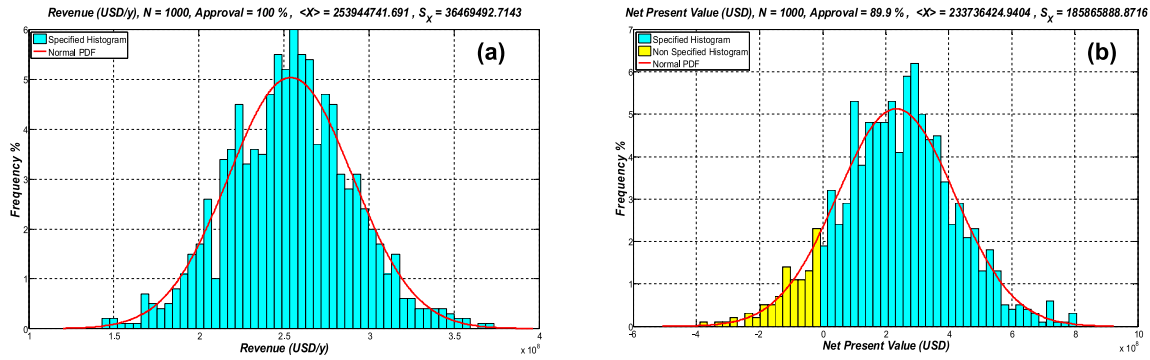 Revenue (USD/y), N = 1000, Approval = 100 % , <X> = 253944741.691 , S_X = 36469492.7143
6
5
4
3
2
1
0
Frequency %
Specified Histogram
Normal PDF
(a)
1 1.5 2 2.5 3 3.5 4
x 10^8
Revenue (USD/y)
Net Present Value (USD), N = 1000, Approval = 89.9 % , <X> = 233736424.9404 , S_X = 185865888.8716
7
6
5
4
3
2
1
0
Frequency %
Specified Histogram
Non Specified Histogram
Normal PDF
(b)
-6 -4 -2 0 2 4 6 8 10
x 10^8
Net Present Value (USD)